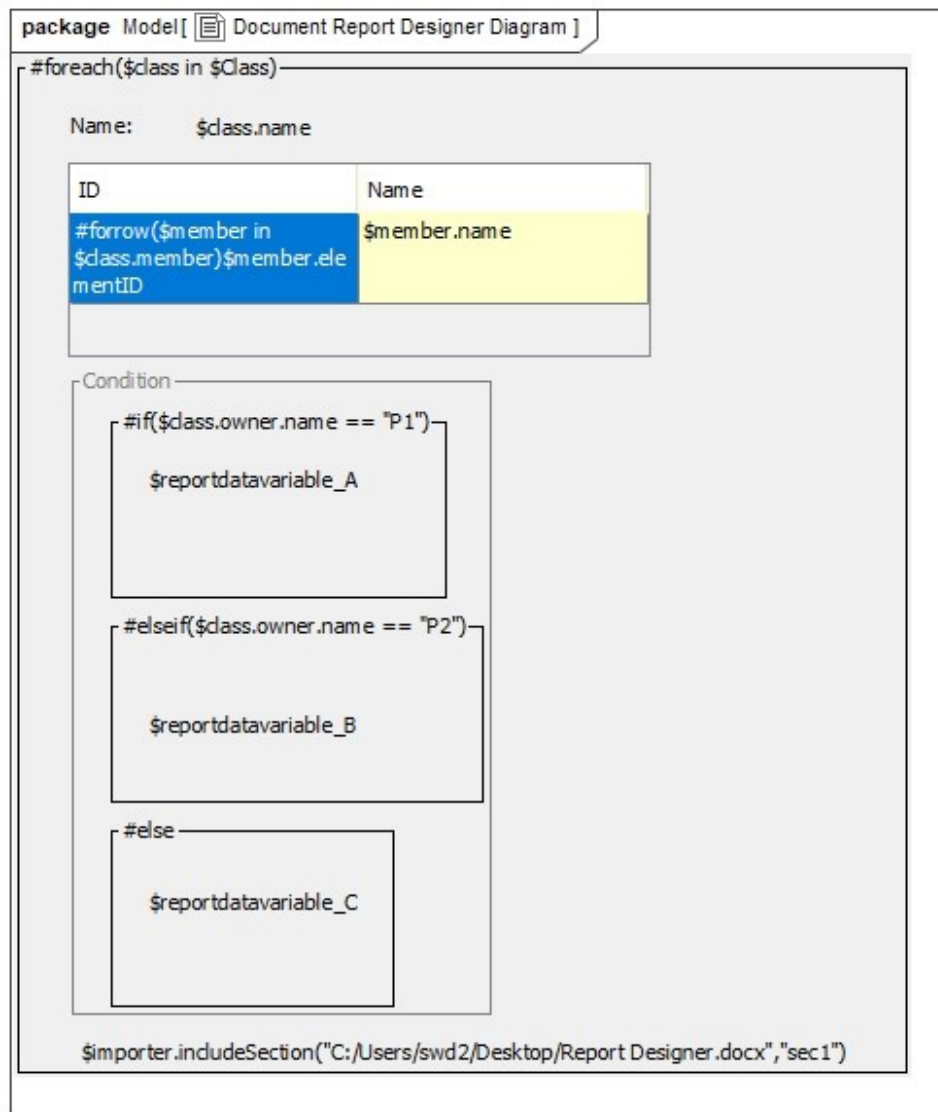 package Model[ Document Report Designer Diagram ]
#foreach($class in $Class)
Name: $class.name
ID Name
#forrow($member in $member.name
$class.member)$member.ele
mentID
Condition
#if($class.owner.name == "P1")
$reportdatavariable_A
#elseif($class.owner.name == "P2")
$reportdatavariable_B
#else
$reportdatavariable_C
$importer.includeSection("C:/Users/swd2/Desktop/Report Designer.docx","sec1")